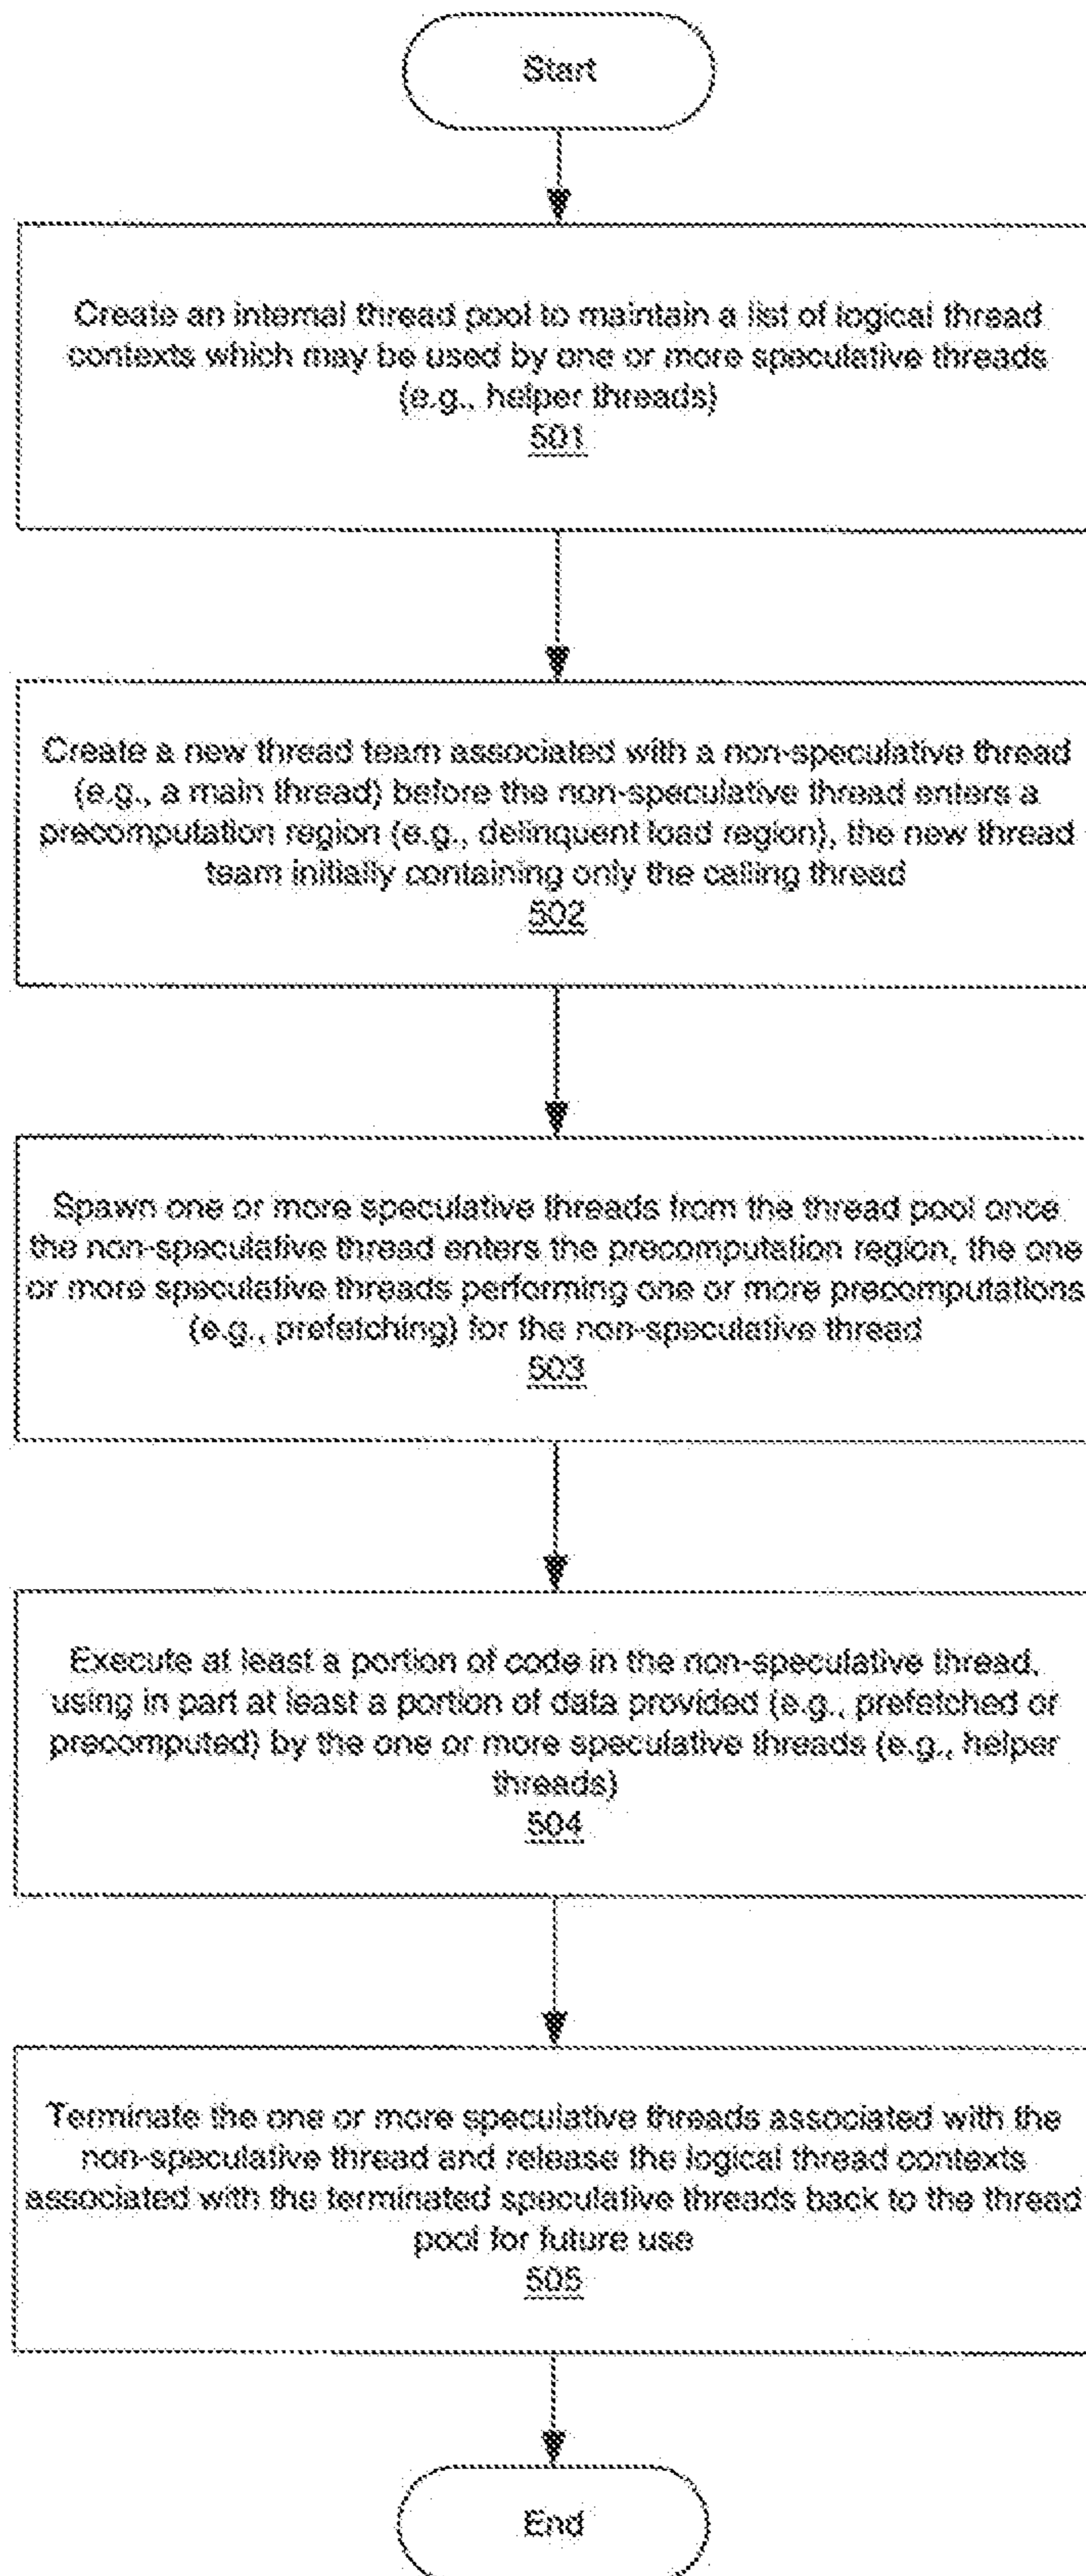 Start
Create an internal thread pool to maintain a list of logical thread
contexts which may be used by one or more speculative threads
(e.g., helper threads)
501
Create a new thread team associated with a non-speculative thread
(e.g., a main thread) before the non-speculative thread enters a
precomputation region (e.g., delinquent load region), the new thread
team initially containing only the calling thread
502
Spawn one or more speculative threads from the thread pool once
the non-speculative thread enters the precomputation region, the one
or more speculative threads performing one or more precomputations
(e.g., prefetching) for the non-speculative thread
503
Execute at least a portion of code in the non-speculative thread,
using in part at least a portion of data provided (e.g., prefetched or
precomputed) by the one or more speculative threads (e.g., helper
threads)
504
Terminate the one or more speculative threads associated with the
non-speculative thread and release the logical thread contexts
associated with the terminated speculative threads back to the thread
pool for future use
505
End